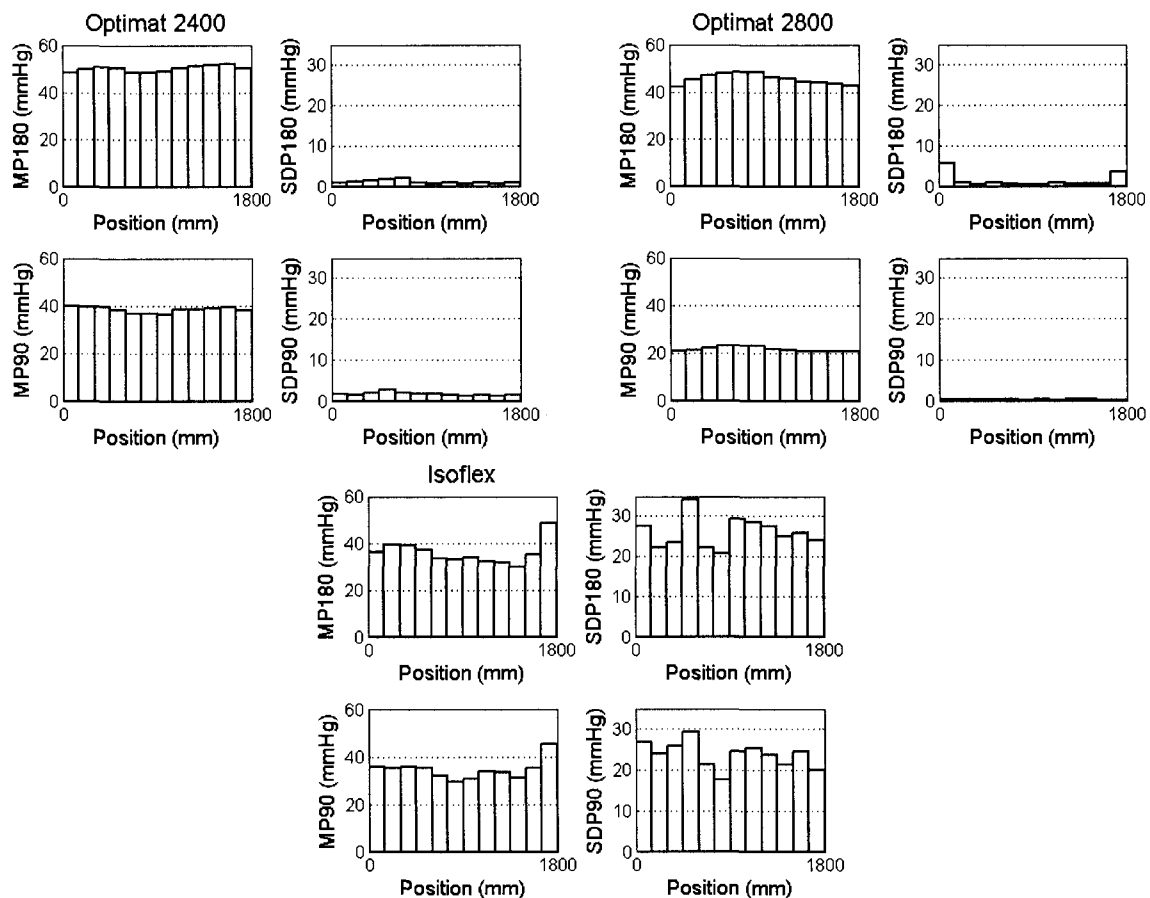 Optimat 2400
MP180 (mmHg)
60
40
20
0
0
1800
Position (mm)
SDP180 (mmHg)
30
20
10
0
0
1800
Position (mm)
MP90 (mmHg)
60
40
20
0
0
1800
Position (mm)
SDP90 (mmHg)
30
20
10
0
0
1800
Position (mm)
Optimat 2800
MP180 (mmHg)
60
40
20
0
0
1800
Position (mm)
SDP180 (mmHg)
30
20
10
0
0
1800
Position (mm)
MP90 (mmHg)
60
40
20
0
0
1800
Position (mm)
SDP90 (mmHg)
30
20
10
0
0
1800
Position (mm)
Isoflex
MP180 (mmHg)
60
40
20
0
0
1800
Position (mm)
SDP180 (mmHg)
30
20
10
0
0
1800
Position (mm)
MP90 (mmHg)
60
40
20
0
0
1800
Position (mm)
SDP90 (mmHg)
30
20
10
0
0
1800
Position (mm)